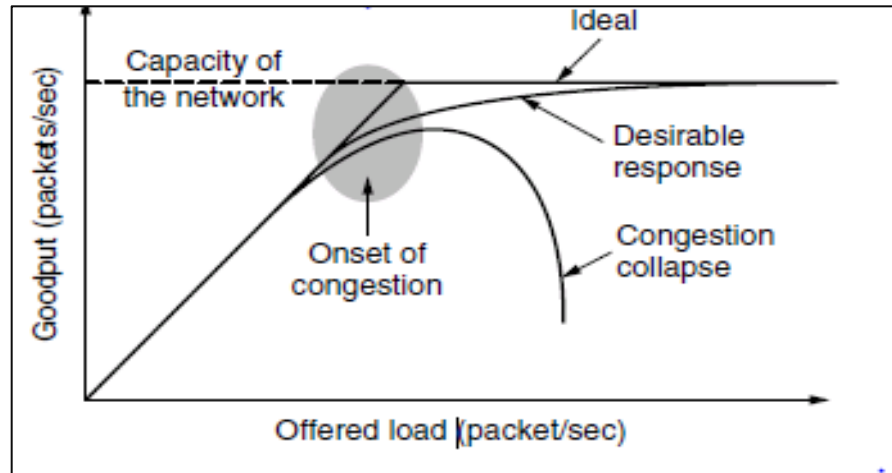 Ideal
Capacity of
the network
Desirable
response
Onset of
congestion
Congestion
collapse
Goodput (packets/sec)
Offered load (packet/sec)